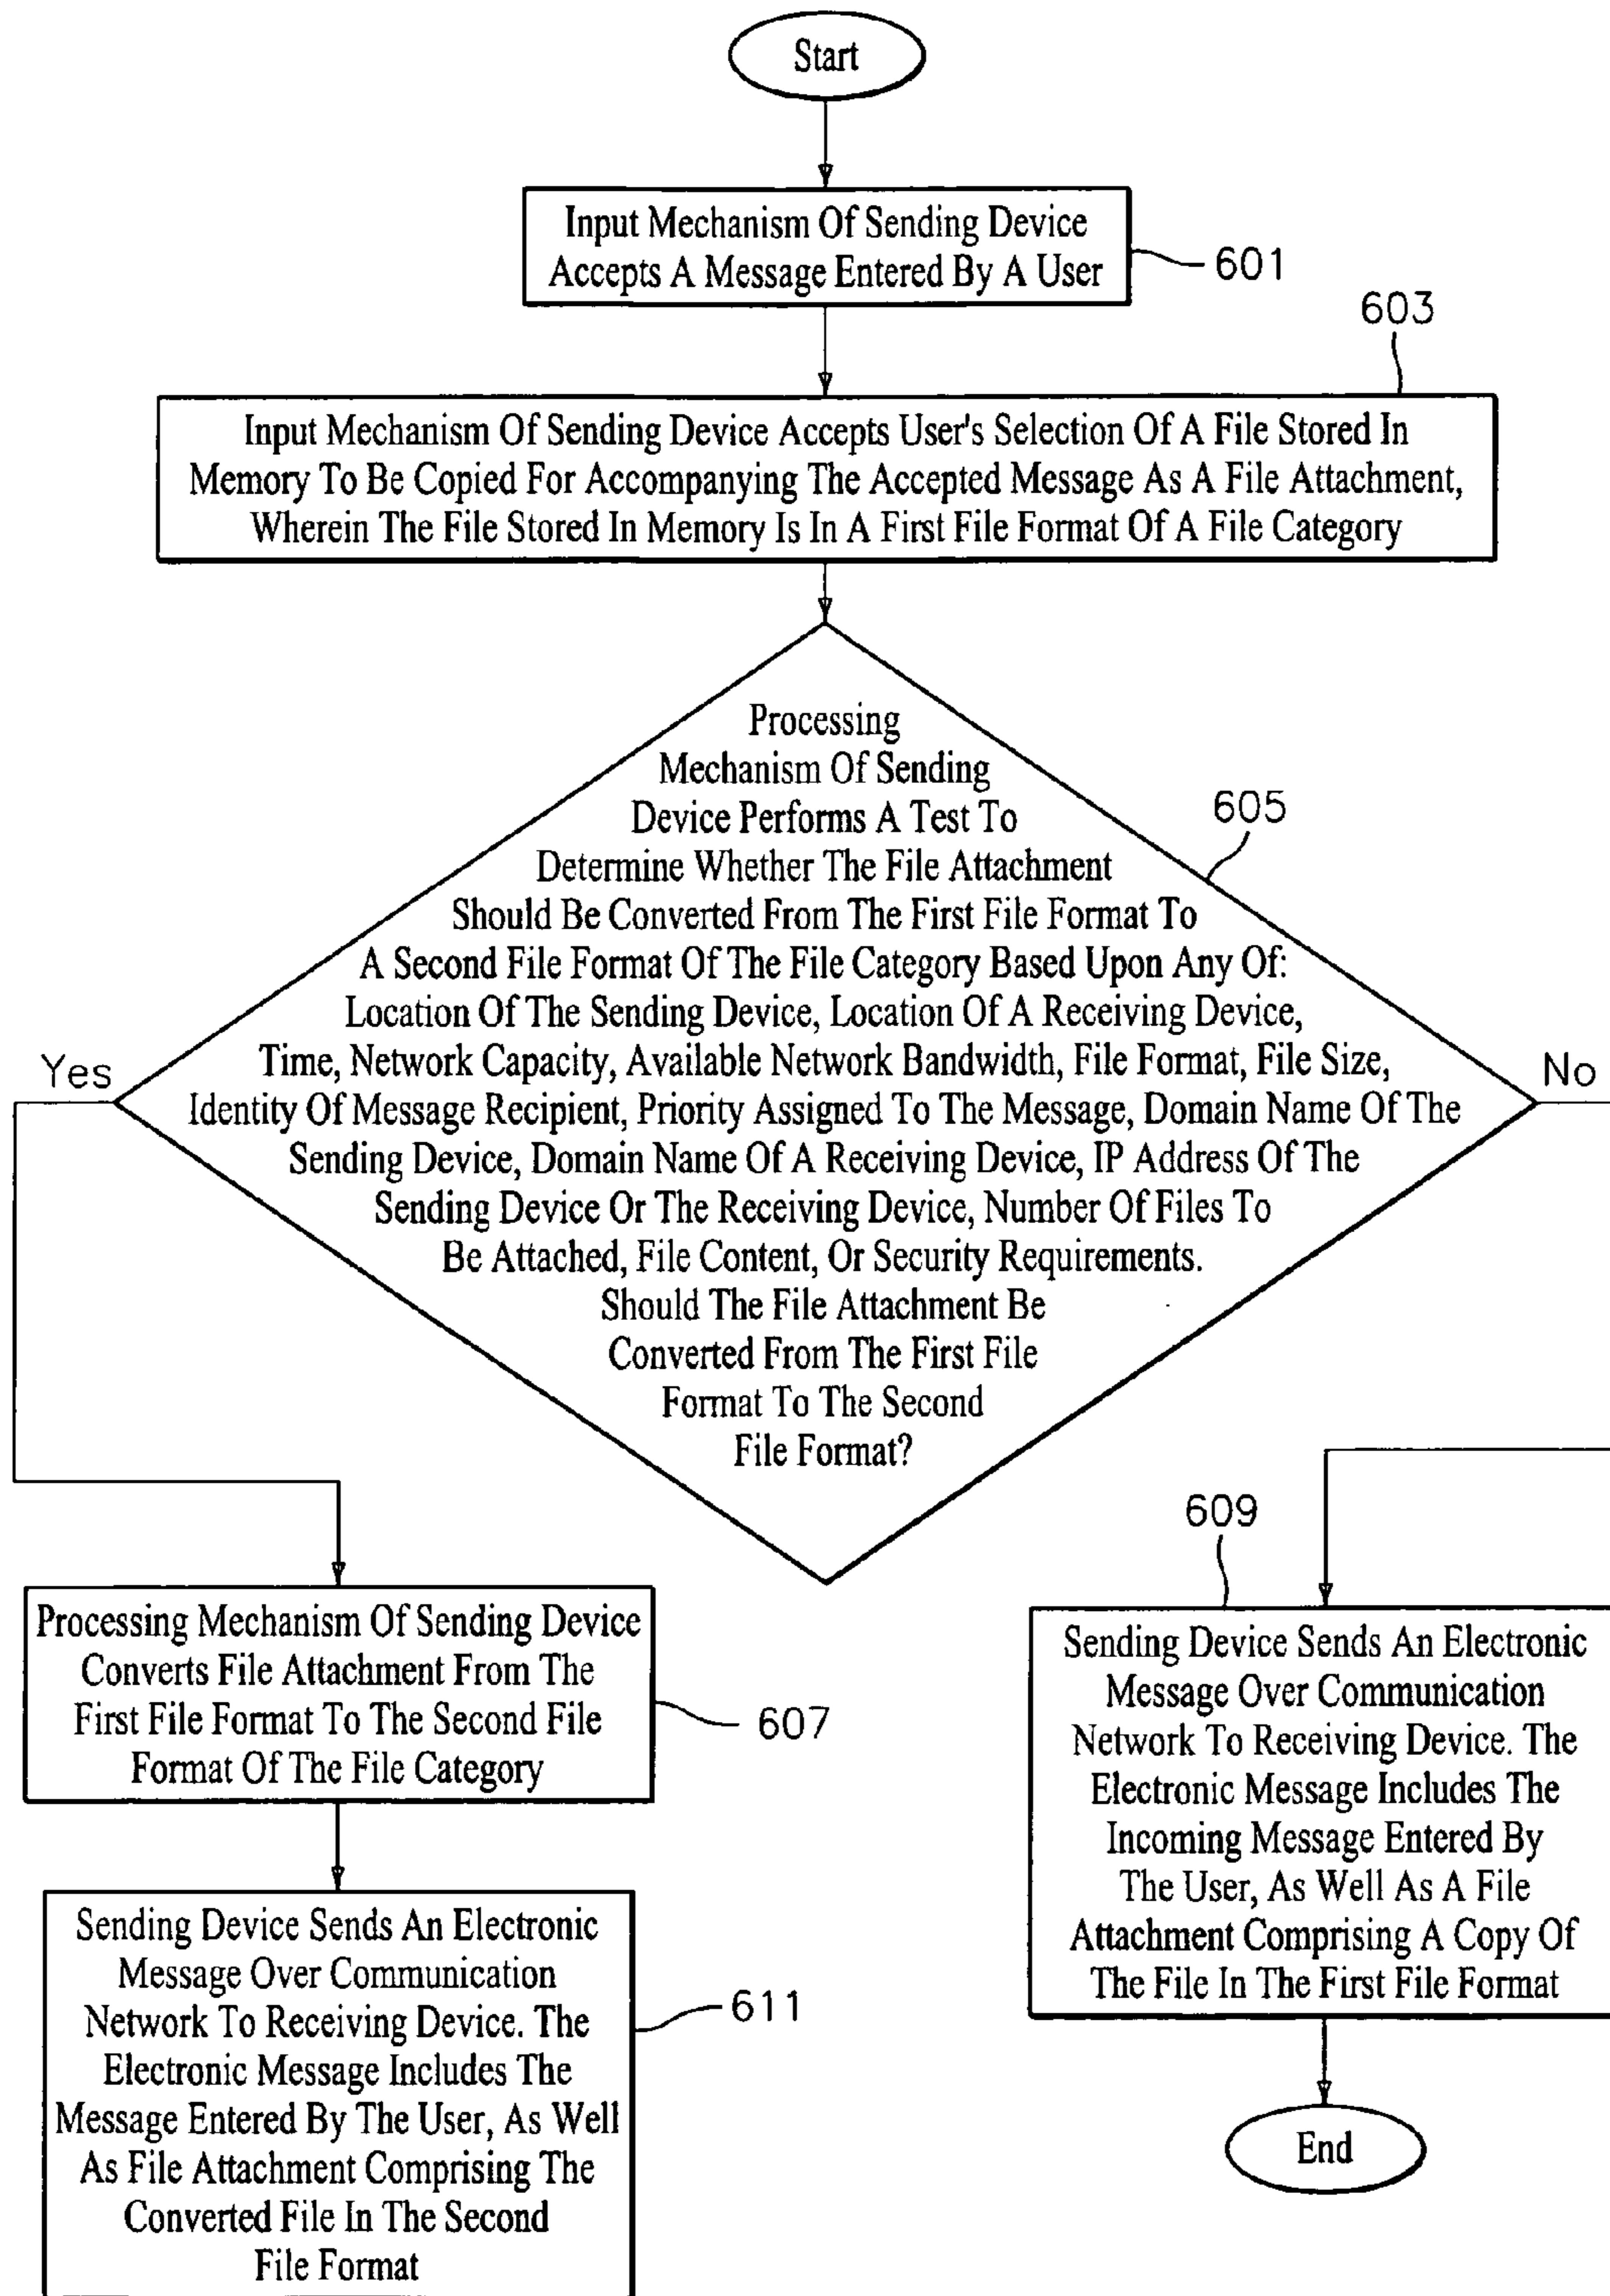 Start
Input Mechanism Of Sending Device
Accepts A Message Entered By A User
601
603
Input Mechanism Of Sending Device Accepts User's Selection Of A File Stored In
Memory To Be Copied For Accompanying The Accepted Message As A File Attachment,
Wherein The File Stored In Memory Is In A First File Format Of A File Category
Processing
Mechanism Of Sending
Device Performs A Test To
Determine Whether The File Attachment
Should Be Converted From The First File Format To
A Second File Format Of The File Category Based Upon Any Of:
Location Of The Sending Device, Location Of A Receiving Device,
Time, Network Capacity, Available Network Bandwidth, File Format, File Size,
Identity Of Message Recipient, Priority Assigned To The Message, Domain Name Of The
Sending Device, Domain Name Of A Receiving Device, IP Address Of The
Sending Device Or The Receiving Device, Number Of Files To
Be Attached, File Content, Or Security Requirements.
Should The File Attachment Be
Converted From The First File
Format To The Second
File Format?
605
Yes
No
Processing Mechanism Of Sending Device
Converts File Attachment From The
First File Format To The Second File
Format Of The File Category
607
Sending Device Sends An Electronic
Message Over Communication
Network To Receiving Device. The
Electronic Message Includes The
Message Entered By The User, As Well
As File Attachment Comprising The
Converted File In The Second
File Format
611
609
Sending Device Sends An Electronic
Message Over Communication
Network To Receiving Device. The
Electronic Message Includes The
Incoming Message Entered By
The User, As Well As A File
Attachment Comprising A Copy Of
The File In The First File Format
End